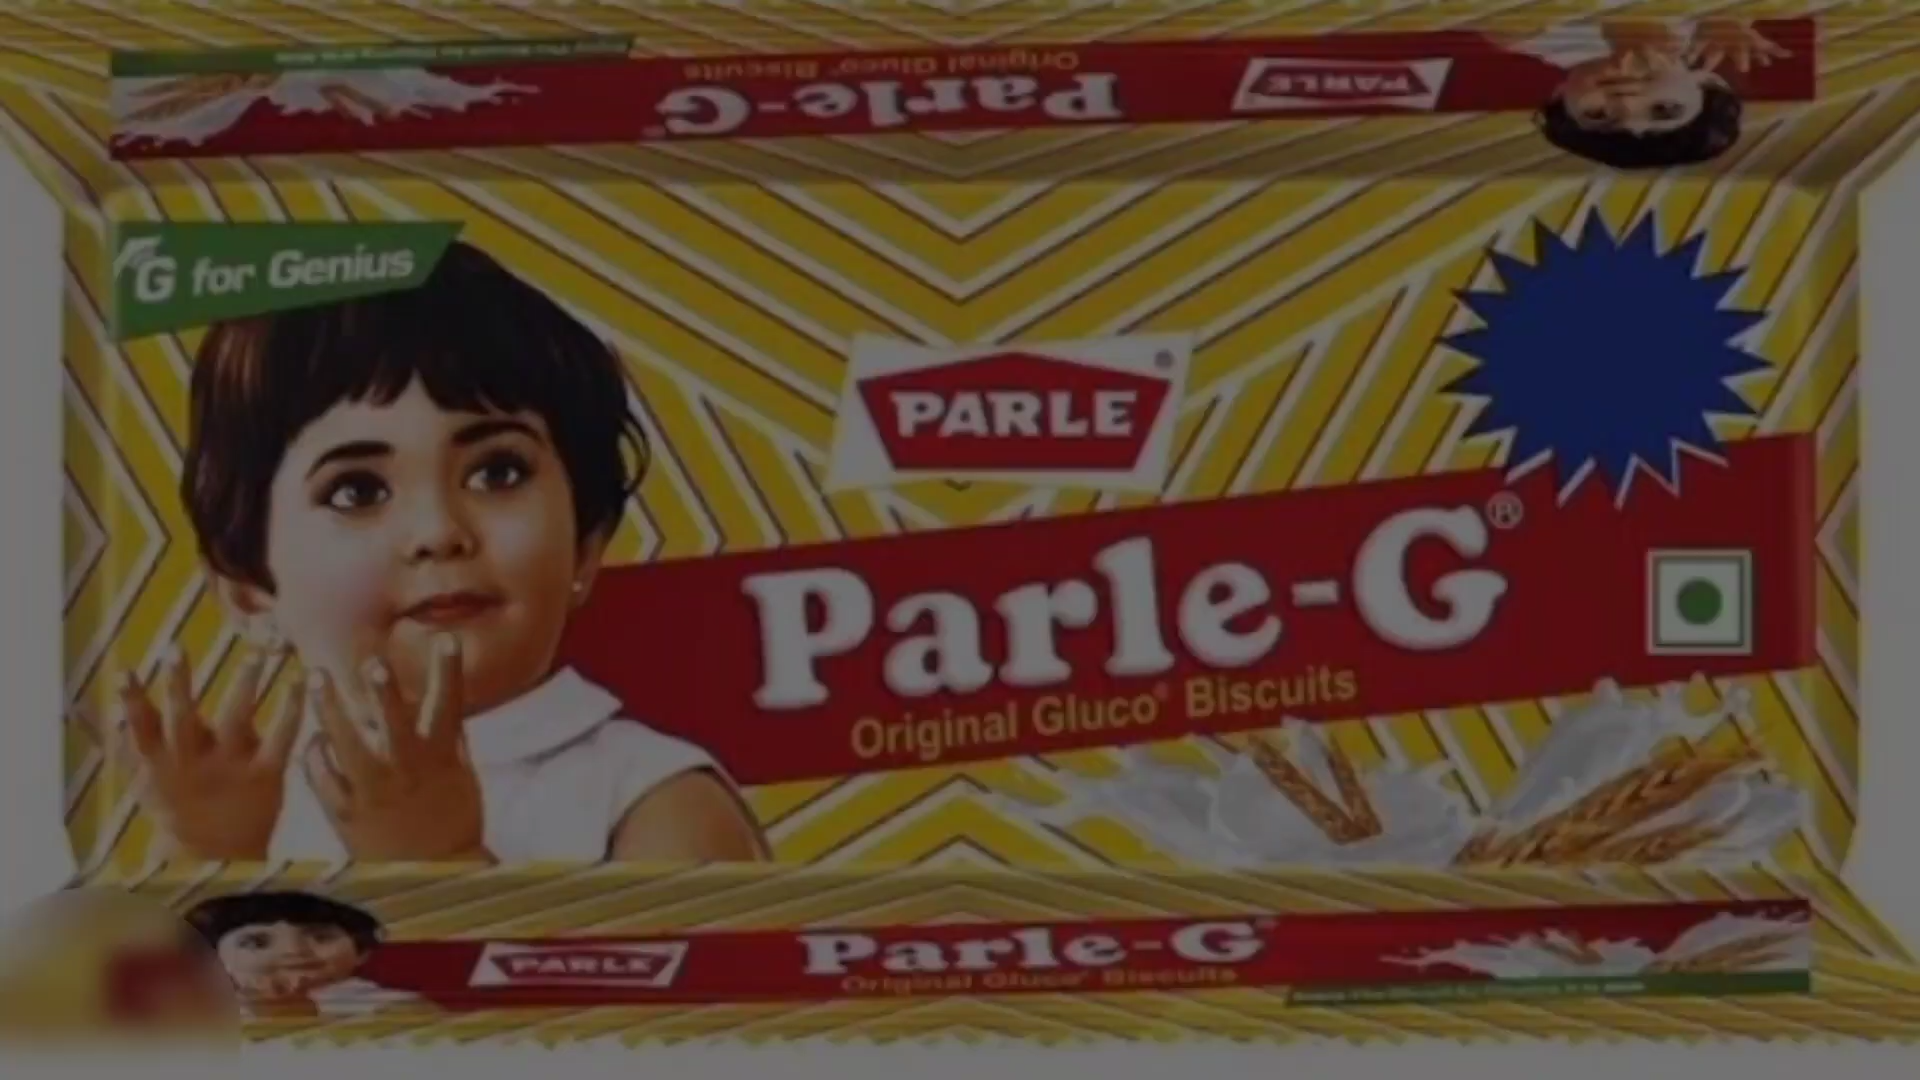 Original Gluco® Biscuits
Parle-G®
PARLE
G for Genius
PARLE®
Parle-G®
Original Gluco® Biscuits
PARLE
Parle-G®
Original Gluco® Biscuits